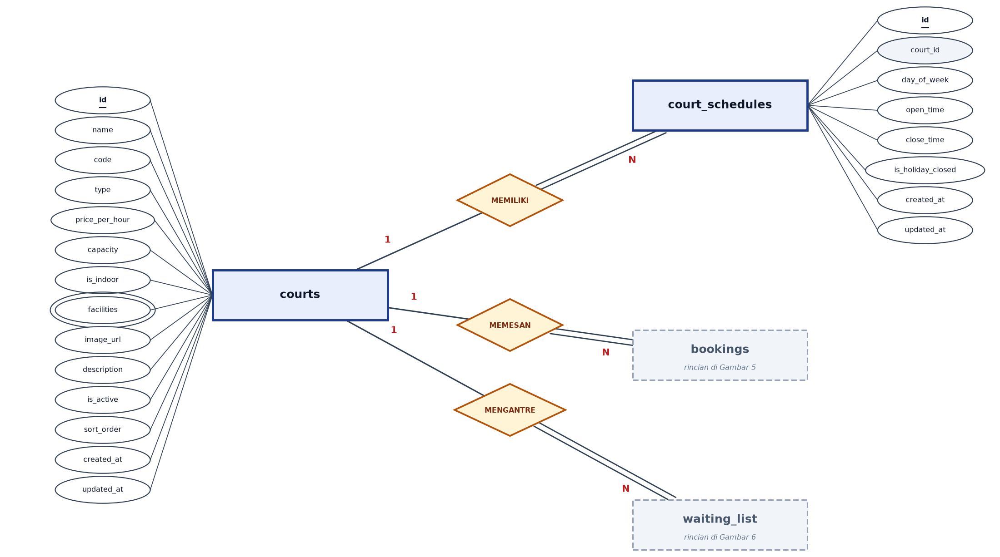 id
name
code
type
price_per_hour
capacity
is_indoor
facilities
image_url
description
is_active
sort_order
created_at
updated_at
courts
1
1
1
MEMILIKI
MEMESAN
MENGANTRE
N
N
N
court_schedules
bookings
rincian di Gambar 5
waiting_list
rincian di Gambar 6
id
court_id
day_of_week
open_time
close_time
is_holiday_closed
created_at
updated_at